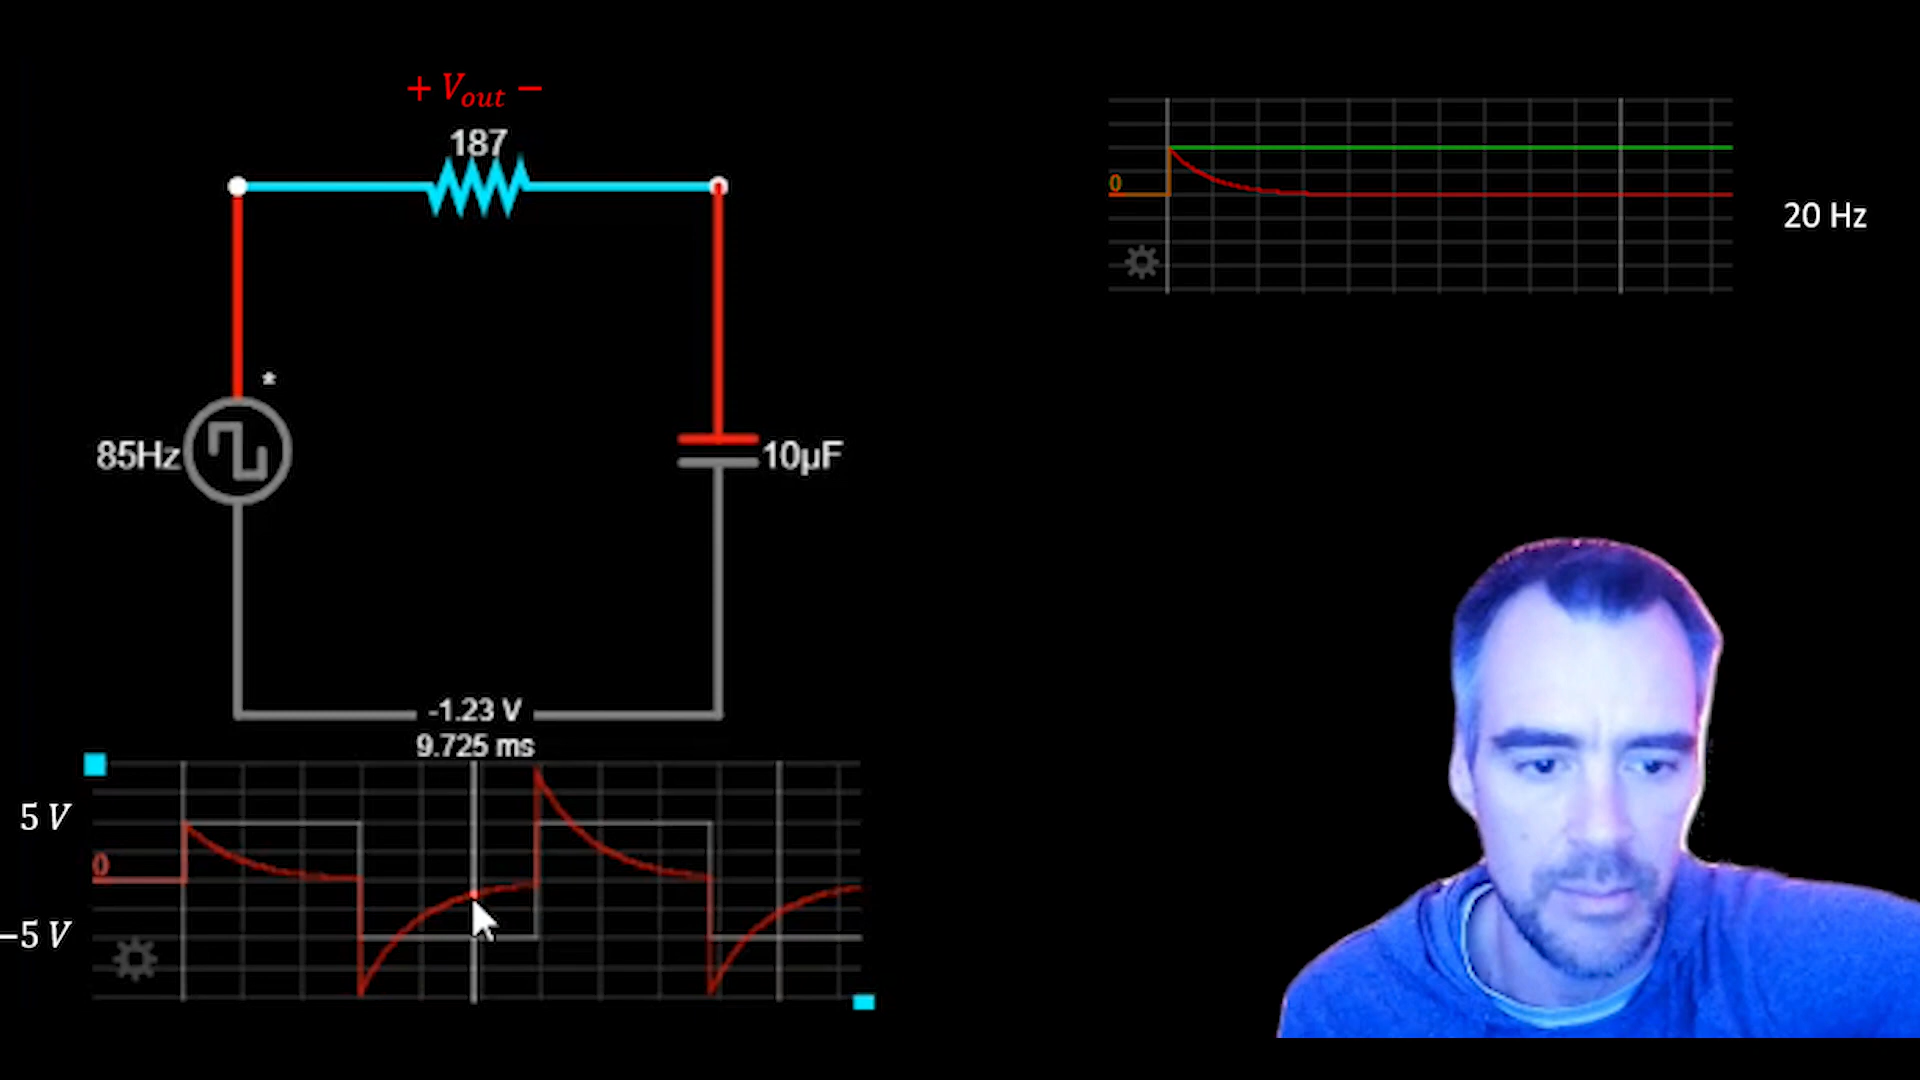 + Vout −
187
0
20 Hz
*
85Hz
10µF
-1.23 V
9.725 ms
5 V
0
−5 V